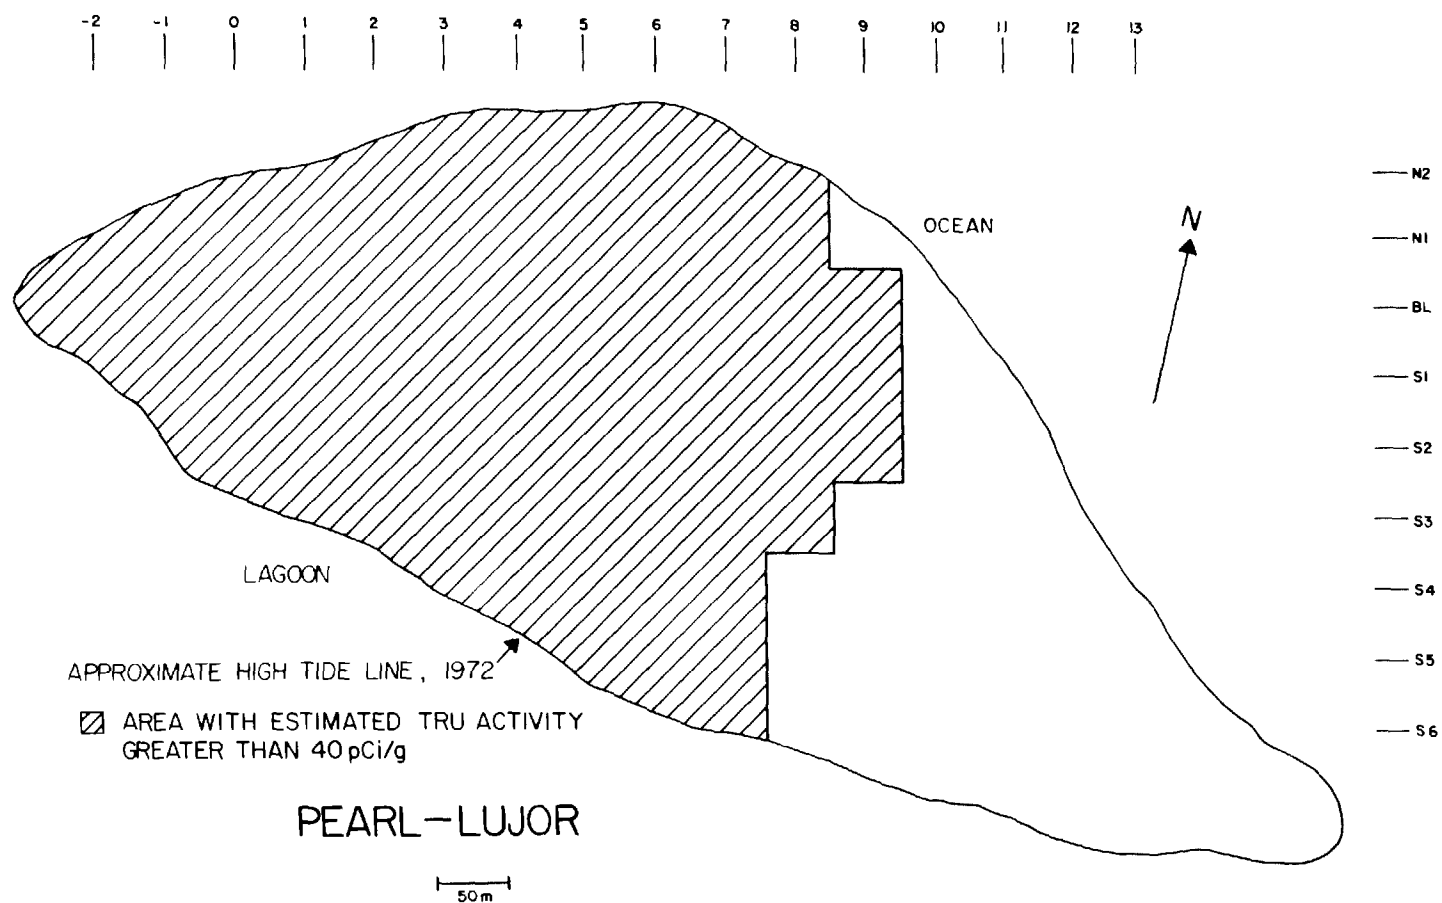 -2 -1 0 1 2 3 4 5 6 7 8 9 10 11 12 13
N2
N
OCEAN
N1
BL
S1
S2
S3
LAGOON
S4
APPROXIMATE HIGH TIDE LINE, 1972
S5
AREA WITH ESTIMATED TRU ACTIVITY
GREATER THAN 40 pCi/g
S6
PEARL-LUJOR
50 m